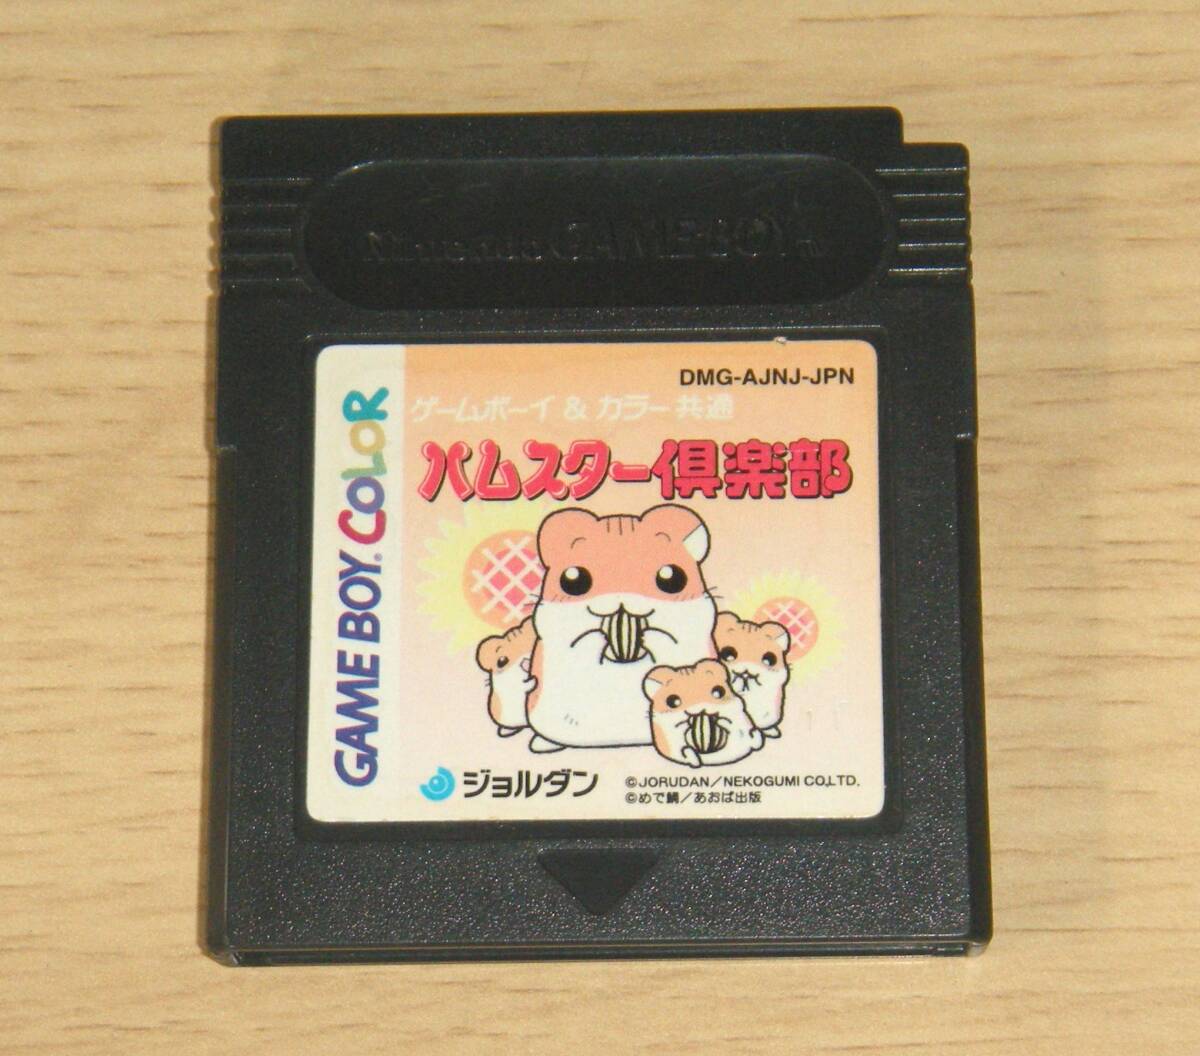 Nintendo GAME BOY TM
DMG-AJNJ-JPN
ゲームボーイ & カラー 共通
ハムスター倶楽部
GAME BOY COLOR
ジョルダン
©JORUDAN/NEKOGUMI CO.,LTD.
©めで鯛/あおば出版